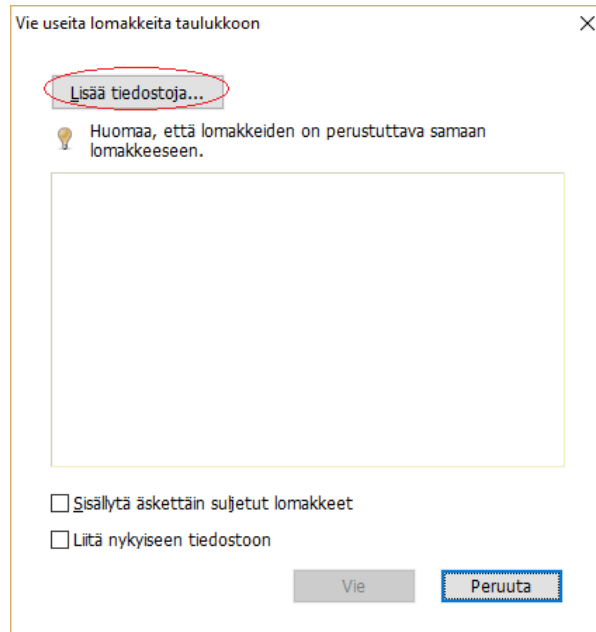 Vie useita lomakkeita taulukkoon
Lisää tiedostoja...
Huomaa, että lomakkeiden on perustuttava samaan
lomakkeeseen.
Sisällytä äskettäin suljetut lomakkeet
Liitä nykyiseen tiedostoon
Vie Peruuta